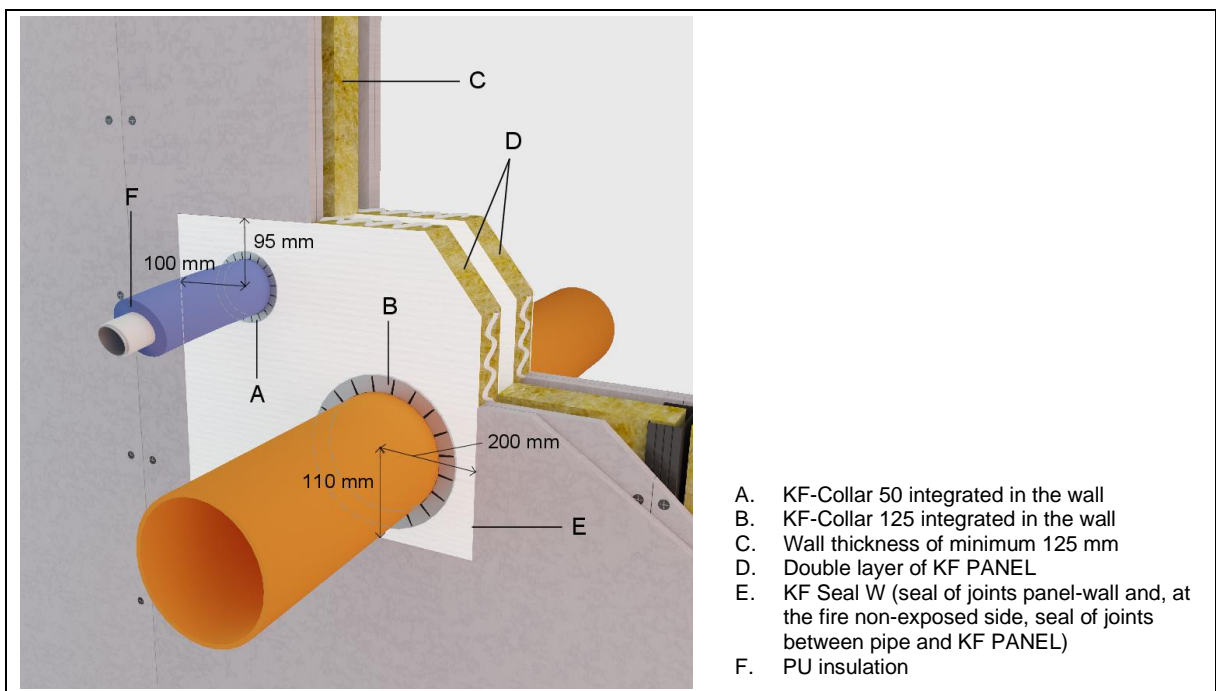 C
D
F
95 mm
100 mm
B
A
200 mm
110 mm
E
A. KF-Collar 50 integrated in the wall
B. KF-Collar 125 integrated in the wall
C. Wall thickness of minimum 125 mm
D. Double layer of KF PANEL
E. KF Seal W (seal of joints panel-wall and, at
the fire non-exposed side, seal of joints
between pipe and KF PANEL)
F. PU insulation